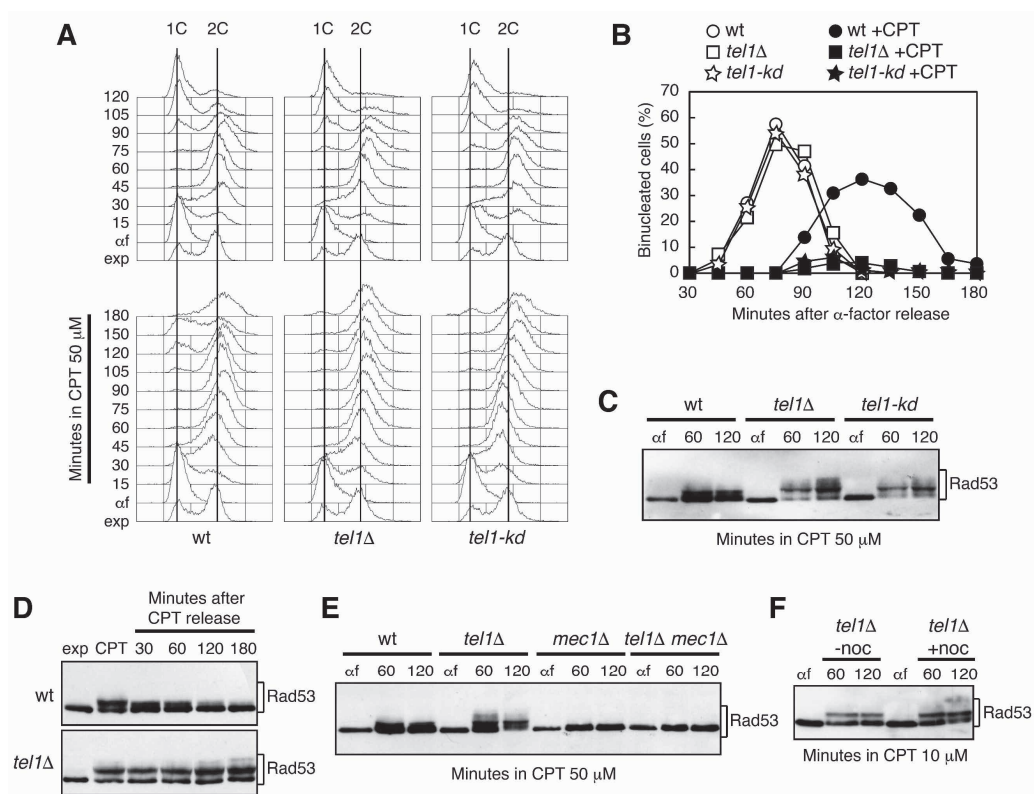 A
1C 2C 1C 2C 1C 2C
120
105
90
75
60
45
30
15
αf
exp
Minutes in CPT 50 μM
180
150
120
105
90
75
60
45
30
15
αf
exp
wt tel1Δ tel1-kd
B
wt wt +CPT
tel1Δ tel1Δ +CPT
tel1-kd tel1-kd +CPT
Binucleated cells (%)
70
60
50
40
30
20
10
0
30 60 90 120 150 180
Minutes after α-factor release
C
wt tel1Δ tel1-kd
αf 60 120 αf 60 120 αf 60 120
Rad53
Minutes in CPT 50 μM
D
Minutes after
CPT release
exp CPT 30 60 120 180
wt Rad53
tel1Δ Rad53
E
wt tel1Δ mec1Δ tel1Δ mec1Δ
αf 60 120 αf 60 120 αf 60 120 αf 60 120
Rad53
Minutes in CPT 50 μM
F
tel1Δ tel1Δ
-noc +noc
αf 60 120 αf 60 120
Rad53
Minutes in CPT 10 μM